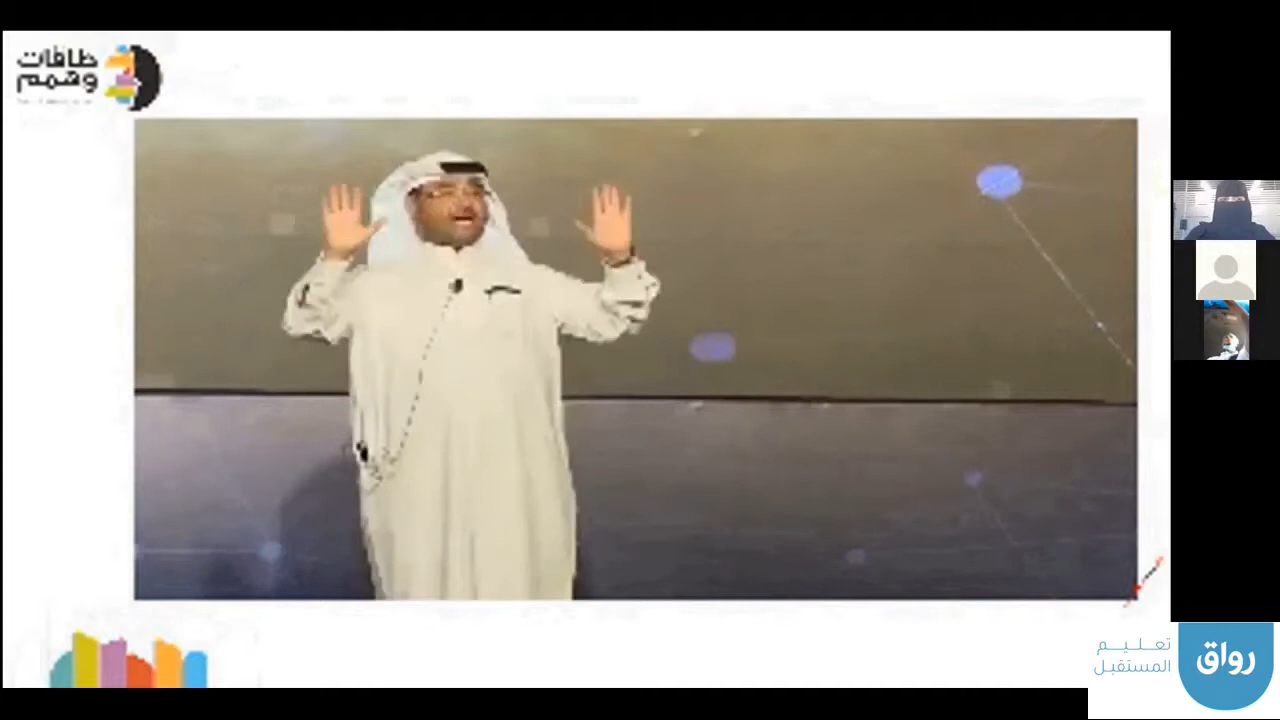 طاقات
وهمم
تعليم
المستقبل
رواق